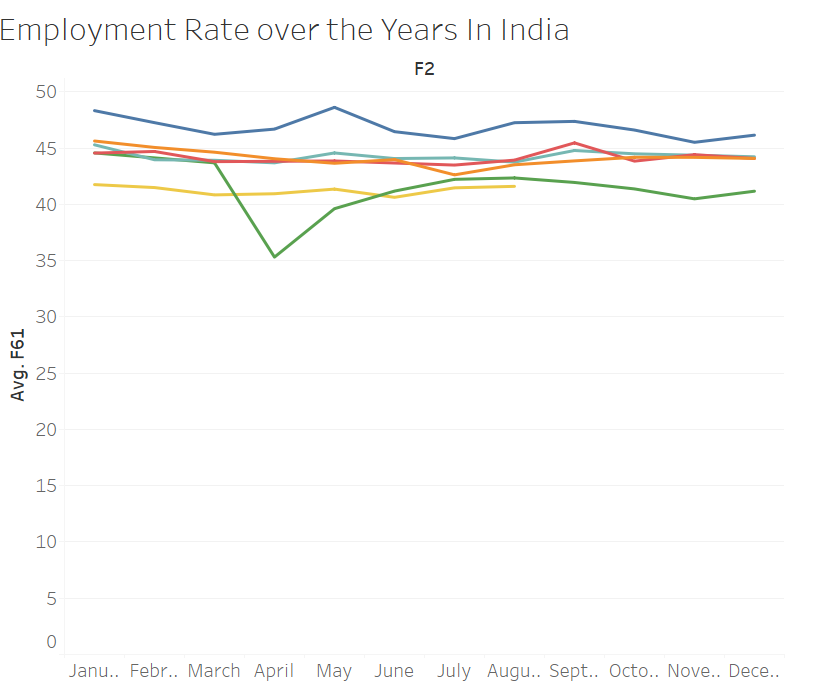 Employment Rate over the Years In India
F2
50
45
40
35
30
25
20
15
10
5
0
Avg. F61
Janu.. Febr.. March April May June July Augu.. Sept.. Octo.. Nove.. Dece..